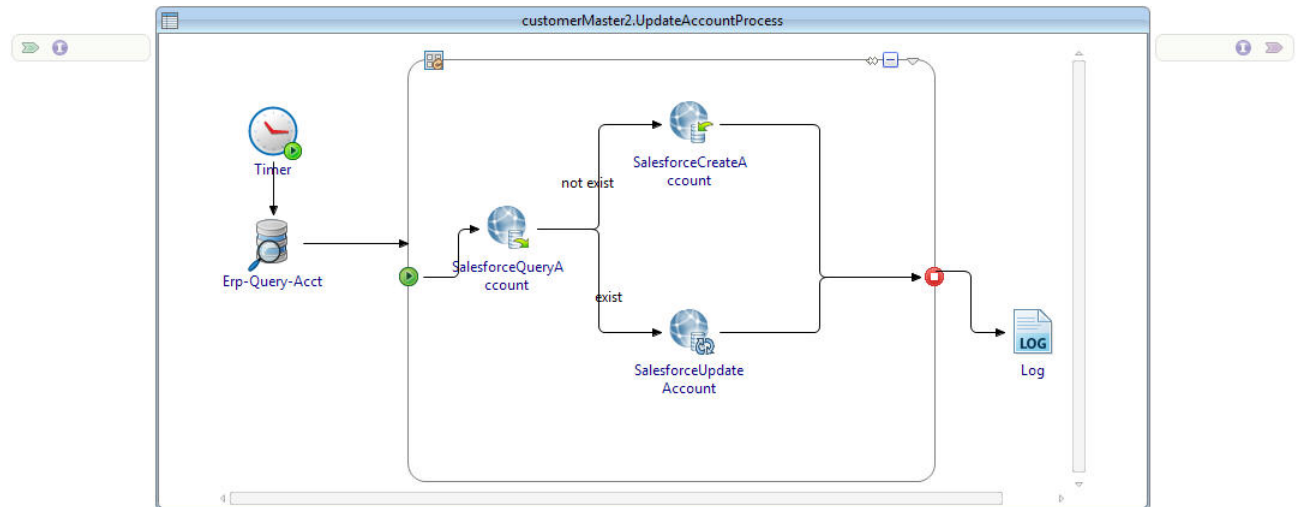 customerMaster2.UpdateAccountProcess
Timer
Erp-Query-Acct
SalesforceQueryA
ccount
not exist
exist
SalesforceCreateA
ccount
SalesforceUpdate
Account
LOG
Log